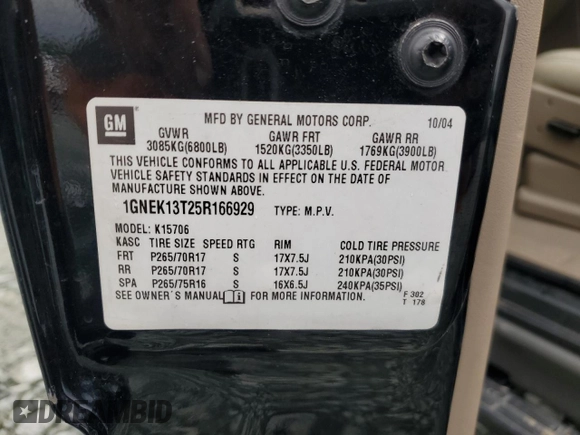 GM
MFD BY GENERAL MOTORS CORP. 10/04
GVWR GAWR FRT GAWR RR
3085KG(6800LB) 1520KG(3350LB) 1769KG(3900LB)
THIS VEHICLE CONFORMS TO ALL APPLICABLE U.S. FEDERAL MOTOR
VEHICLE SAFETY STANDARDS IN EFFECT ON THE DATE OF
MANUFACTURE SHOWN ABOVE.
1GNEK13T25R166929 TYPE: M.P.V.
MODEL: K15706
KASC TIRE SIZE SPEED RTG RIM COLD TIRE PRESSURE
FRT P265/70R17 S 17X7.5J 210KPA(30PSI)
RR P265/70R17 S 17X7.5J 210KPA(30PSI)
SPA P265/75R16 S 16X6.5J 240KPA(35PSI)
SEE OWNER'S MANUAL FOR MORE INFORMATION. F 302
T 178
DREAMBID